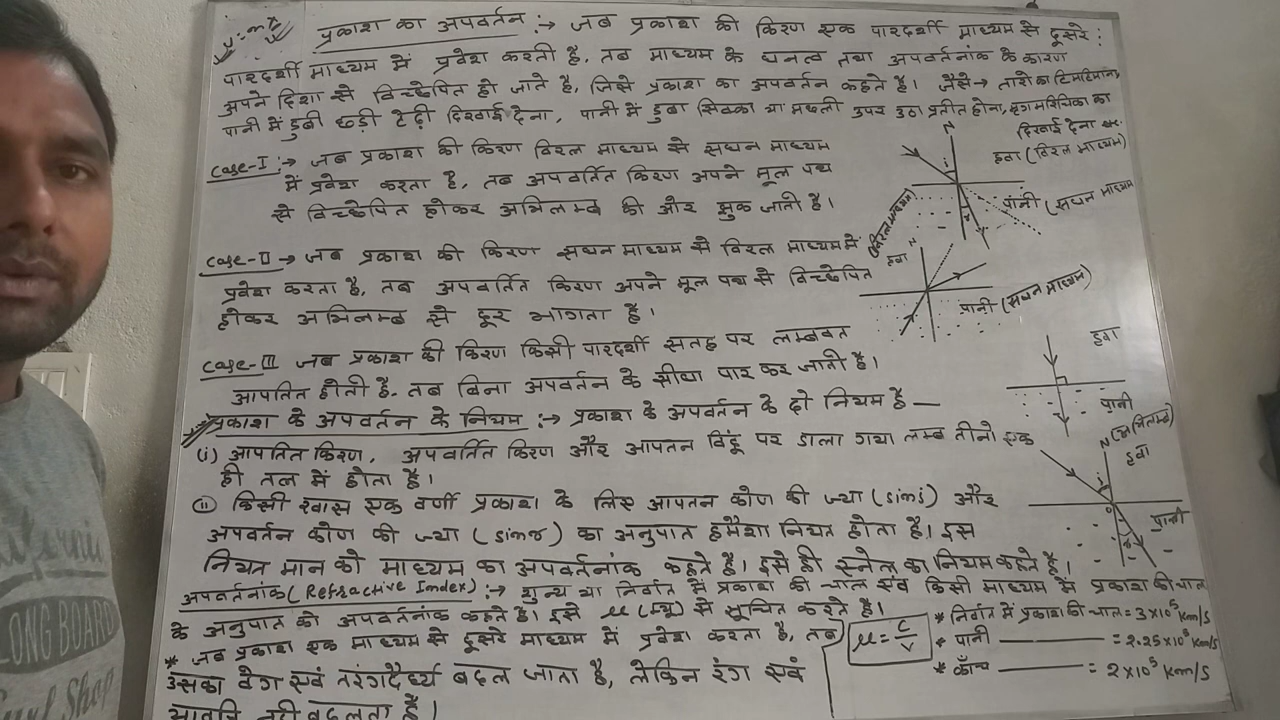 प्रकाश का अपवर्तन :→ जब प्रकाश की किरण एक पारदर्शी माध्यम से दूसरे
पारदर्शी माध्यम में प्रवेश करती है, तब माध्यम के घनत्व तथा अपवर्तनांक के कारण
अपने दिशा से विच्छेपित हो जाते है, जिसे प्रकाश का अपवर्तन कहते है। जैसे→ तारो का टिमटिमाना,
पानी में डुबी छड़ी टेढ़ी दिखाई देना, पानी में डुबा सिक्का या मछली उपर उठा प्रतीत होना, मृगमरिचिका का
दिखाई देना etc.
Case-I :→ जब प्रकाश की किरण विरल माध्यम से सघन माध्यम
में प्रवेश करता है, तब अपवर्तित किरण अपने मूल पथ
से विच्छेपित होकर अभिलम्ब की ओर झुक जाती है।
N
हवा (विरल माध्यम)
i
r
पानी (सघन माध्यम)
Case-II → जब प्रकाश की किरण सघन माध्यम से विरल माध्यम में
प्रवेश करता है, तब अपवर्तित किरण अपने मूल पथ से विच्छेपित
होकर अभिलम्ब से दूर भागता है।
(विरल माध्यम)
हवा
N
पानी (सघन माध्यम)
Case-III जब प्रकाश की किरण किसी पारदर्शी सतह पर लम्बवत
आपतित होती है, तब बिना अपवर्तन के सीधा पार कर जाती है।
हवा
पानी
प्रकाश के अपवर्तन के नियम :→ प्रकाश के अपवर्तन के दो नियम है —
(i) आपतित किरण, अपवर्तित किरण और आपतन विंदू पर डाला गया लम्ब तीनो एक
ही तल में होता है।
(ii) किसी खास एक वर्णी प्रकाश के लिए आपतन कोण की ज्या (sin i) और
अपवर्तन कोण की ज्या (sin r) का अनुपात हमेशा नियत होता है। इस
नियत मान को माध्यम का अपवर्तनांक कहते है। इसे ही स्नेल का नियम कहते है।
N (अभिलम्ब)
हवा
i
पानी
r
अपवर्तनांक (Refractive Index) :→ शुन्य या निर्वात में प्रकाश की चाल एवं किसी माध्यम में प्रकाश की चाल
के अनुपात को अपवर्तनांक कहते है। इसे μ (म्यु) से सूचित करते है।
* जब प्रकाश एक माध्यम से दूसरे माध्यम में प्रवेश करता है, तब
उसका वेग एवं तरंगदैर्ध्य बदल जाता है, लेकिन रंग एवं
आवृत्ति नही बदलता है।
μ = c/v
* निर्वात में प्रकाश की चाल = 3×10⁵ Km/S
* पानी ——— = 2.25×10⁵ Km/S
* काँच ——— = 2×10⁵ Km/S
LONG BOARD